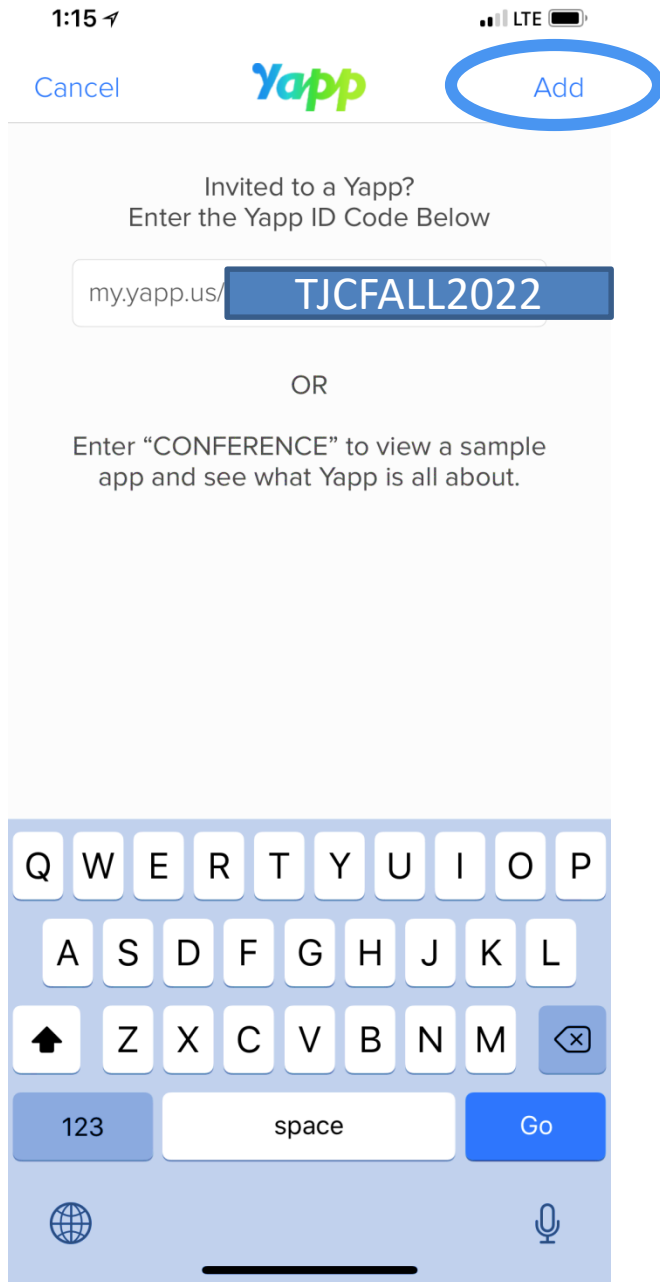 1:15 LTE
Cancel Yapp Add
Invited to a Yapp?
Enter the Yapp ID Code Below
my.yapp.us/ TJCFALL2022
OR
Enter “CONFERENCE” to view a sample
app and see what Yapp is all about.
Q W E R T Y U I O P
A S D F G H J K L
Z X C V B N M
123 space Go